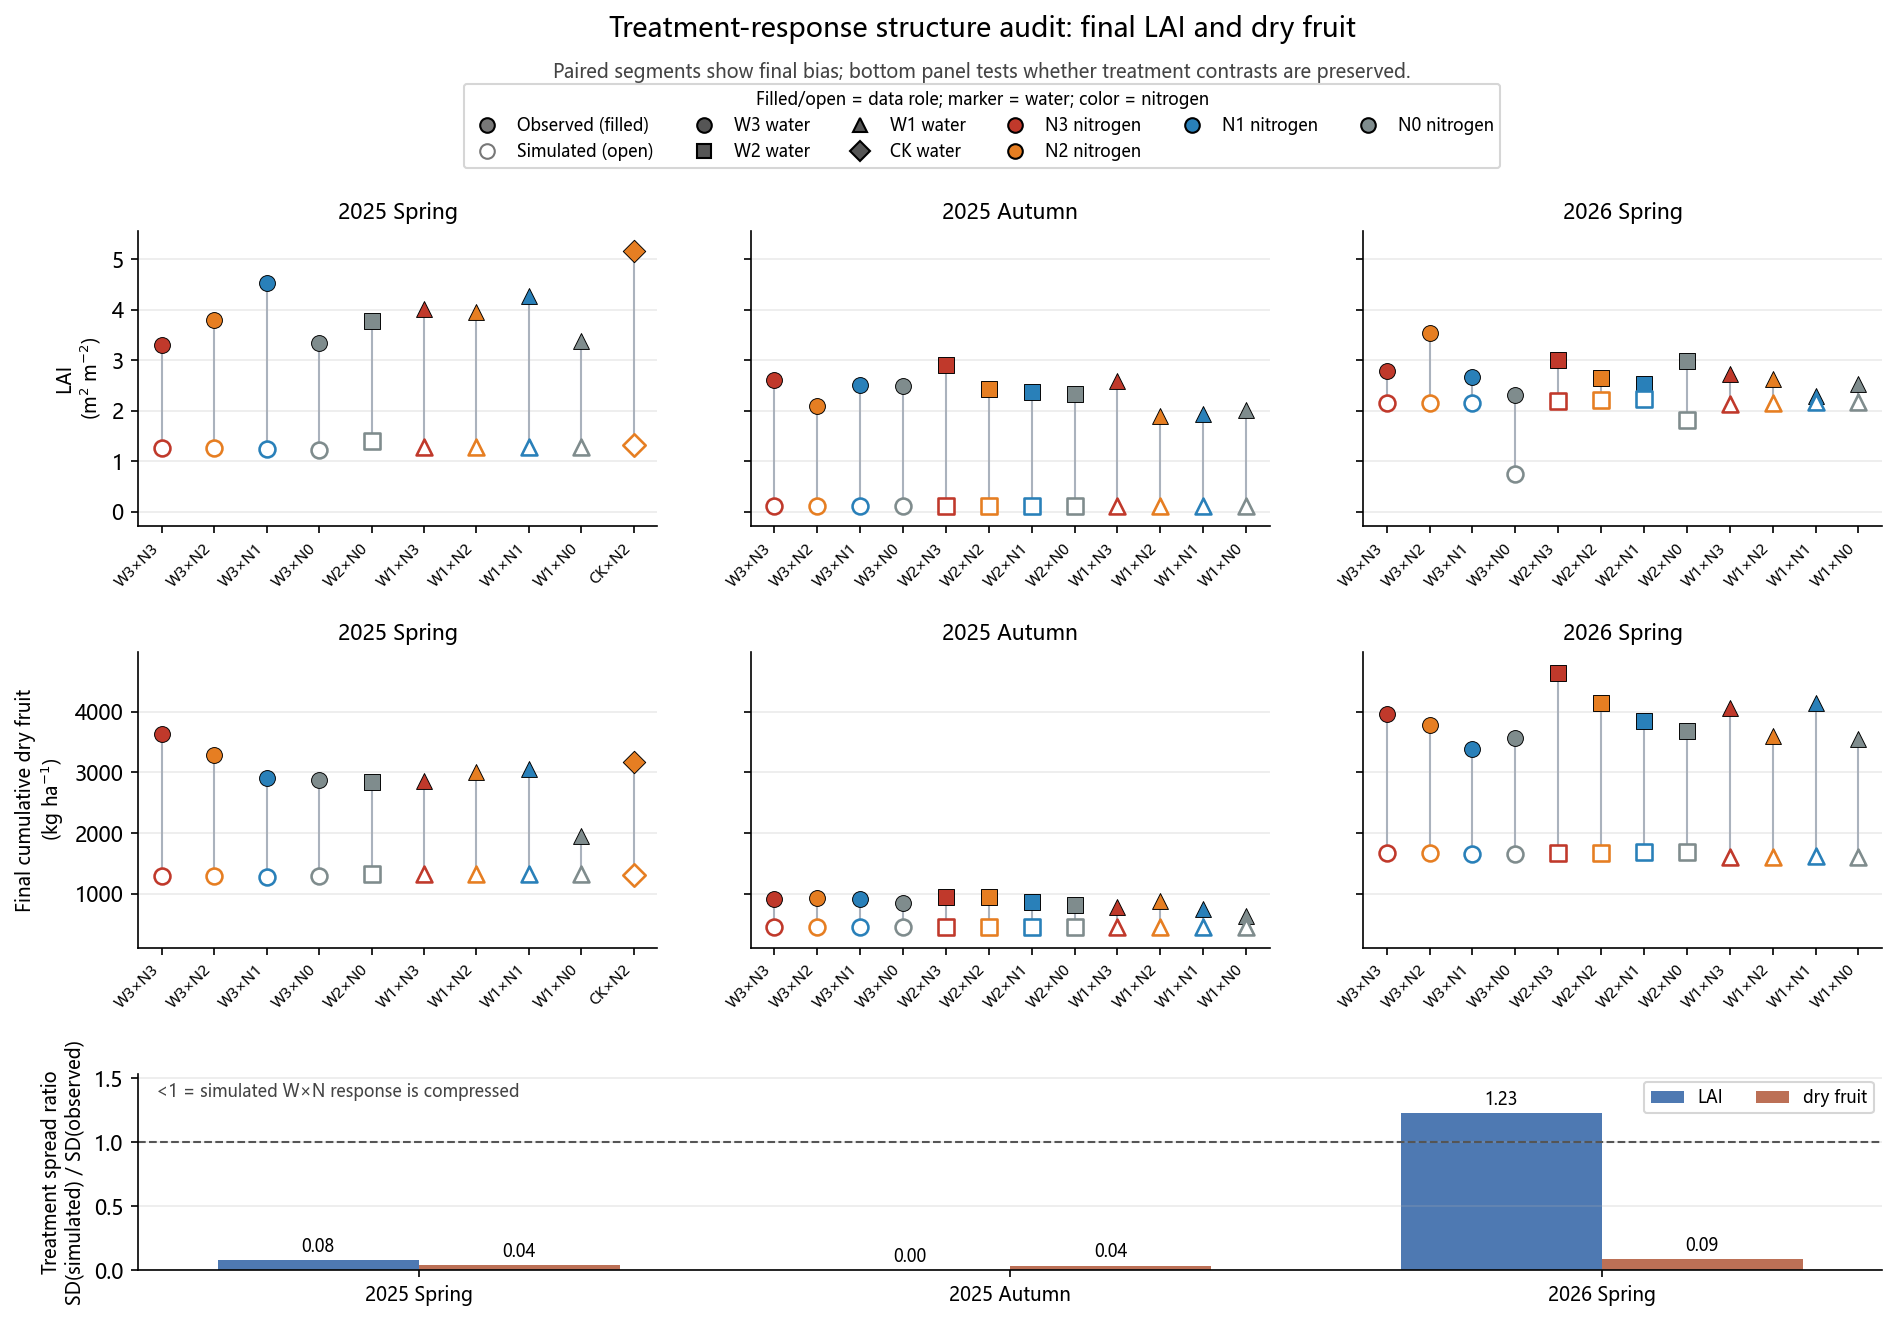 Treatment-response structure audit: final LAI and dry fruit
Paired segments show final bias; bottom panel tests whether treatment contrasts are preserved.
Filled/open = data role; marker = water; color = nitrogen
Observed (filled) W3 water W1 water N3 nitrogen N1 nitrogen N0 nitrogen
Simulated (open) W2 water CK water N2 nitrogen
2025 Spring 2025 Autumn 2026 Spring
LAI
(m² m⁻²)
5
4
3
2
1
0
W3×N3 W3×N2 W3×N1 W3×N0 W2×N0 W1×N3 W1×N2 W1×N1 W1×N0 CK×N2
W3×N3 W3×N2 W3×N1 W3×N0 W2×N3 W2×N2 W2×N1 W2×N0 W1×N3 W1×N2 W1×N1 W1×N0
W3×N3 W3×N2 W3×N1 W3×N0 W2×N3 W2×N2 W2×N1 W2×N0 W1×N3 W1×N2 W1×N1 W1×N0
2025 Spring 2025 Autumn 2026 Spring
Final cumulative dry fruit
(kg ha⁻¹)
4000
3000
2000
1000
W3×N3 W3×N2 W3×N1 W3×N0 W2×N0 W1×N3 W1×N2 W1×N1 W1×N0 CK×N2
W3×N3 W3×N2 W3×N1 W3×N0 W2×N3 W2×N2 W2×N1 W2×N0 W1×N3 W1×N2 W1×N1 W1×N0
W3×N3 W3×N2 W3×N1 W3×N0 W2×N3 W2×N2 W2×N1 W2×N0 W1×N3 W1×N2 W1×N1 W1×N0
Treatment spread ratio
SD(simulated) / SD(observed)
1.5
1.0
0.5
0.0
<1 = simulated W×N response is compressed
LAI dry fruit
0.08 0.04 0.00 0.04 1.23 0.09
2025 Spring 2025 Autumn 2026 Spring